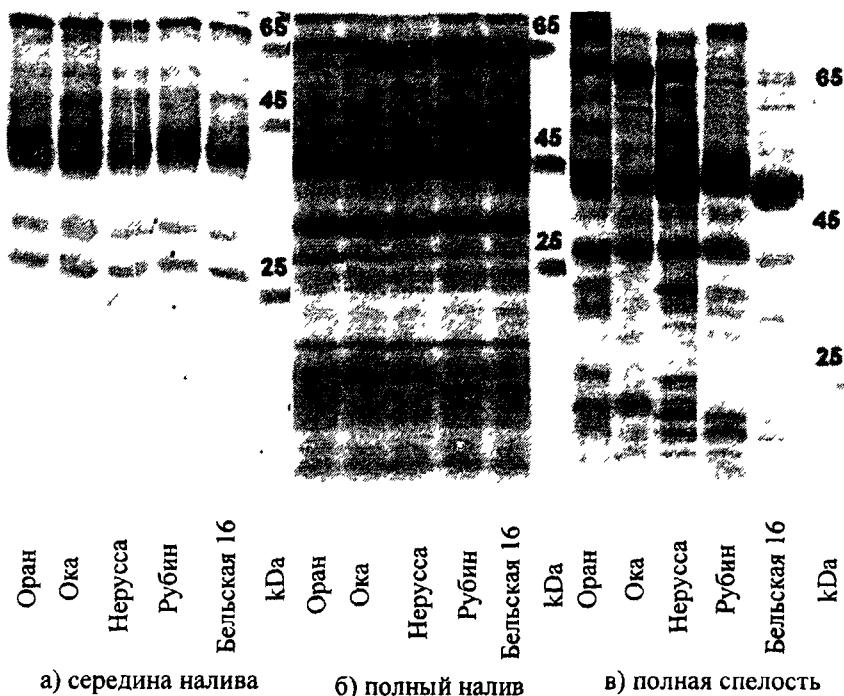 65
45
25
65
45
25
65
45
25
Оран
Ока
Нерусса
Рубин
Бельская 16
kDa
Оран
Ока
Нерусса
Рубин
Бельская 16
kDa
Оран
Ока
Нерусса
Рубин
Бельская 16
kDa
а) середина налива
б) полный налив
в) полная спелость